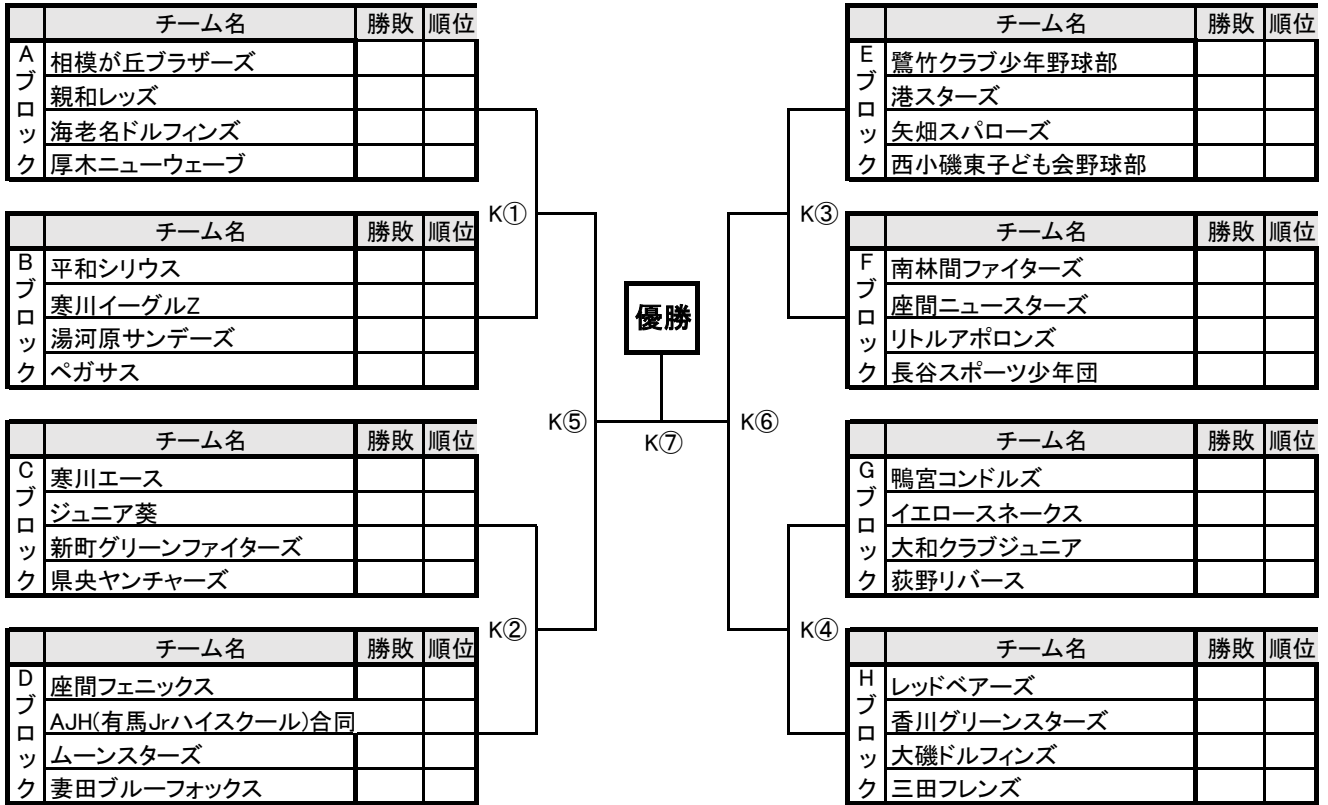 チーム名 勝敗 順位
Aブロック
相模が丘ブラザーズ
親和レッズ
海老名ドルフィンズ
厚木ニューウェーブ
チーム名 勝敗 順位
Bブロック
平和シリウス
寒川イーグルZ
湯河原サンデーズ
ペガサス
チーム名 勝敗 順位
Cブロック
寒川エース
ジュニア葵
新町グリーンファイターズ
県央ヤンチャーズ
チーム名 勝敗 順位
Dブロック
座間フェニックス
AJH(有馬Jrハイスクール)合同
ムーンスターズ
妻田ブルーフォックス
K①
K②
K⑤
優勝
K⑦
K⑥
K③
K④
チーム名 勝敗 順位
Eブロック
鷺竹クラブ少年野球部
港スターズ
矢畑スパローズ
西小磯東子ども会野球部
チーム名 勝敗 順位
Fブロック
南林間ファイターズ
座間ニュースターズ
リトルアポロンズ
長谷スポーツ少年団
チーム名 勝敗 順位
Gブロック
鴨宮コンドルズ
イエロースネークス
大和クラブジュニア
荻野リバース
チーム名 勝敗 順位
Hブロック
レッドベアーズ
香川グリーンスターズ
大磯ドルフィンズ
三田フレンズ